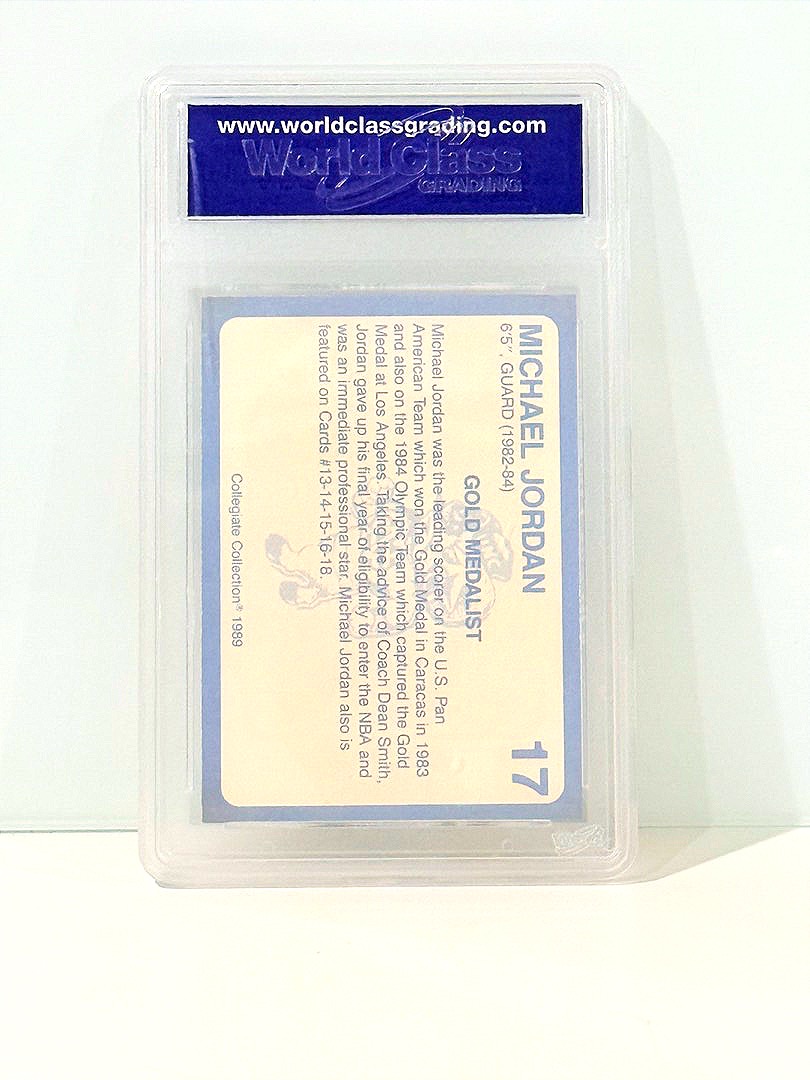 www.worldclassgrading.com
World Class
GRADING
MICHAEL JORDAN
6'5", GUARD (1982-84)
17
GOLD MEDALIST
Michael Jordan was the leading scorer on the U.S. Pan
American Team which won the Gold Medal in Caracas in 1983
and also on the 1984 Olympic Team which captured the Gold
Medal at Los Angeles. Taking the advice of Coach Dean Smith,
Jordan gave up his final year of eligibility to enter the NBA and
was an immediate professional star. Michael Jordan also is
featured on Cards #13-14-15-16-18.
Collegiate Collection® 1989